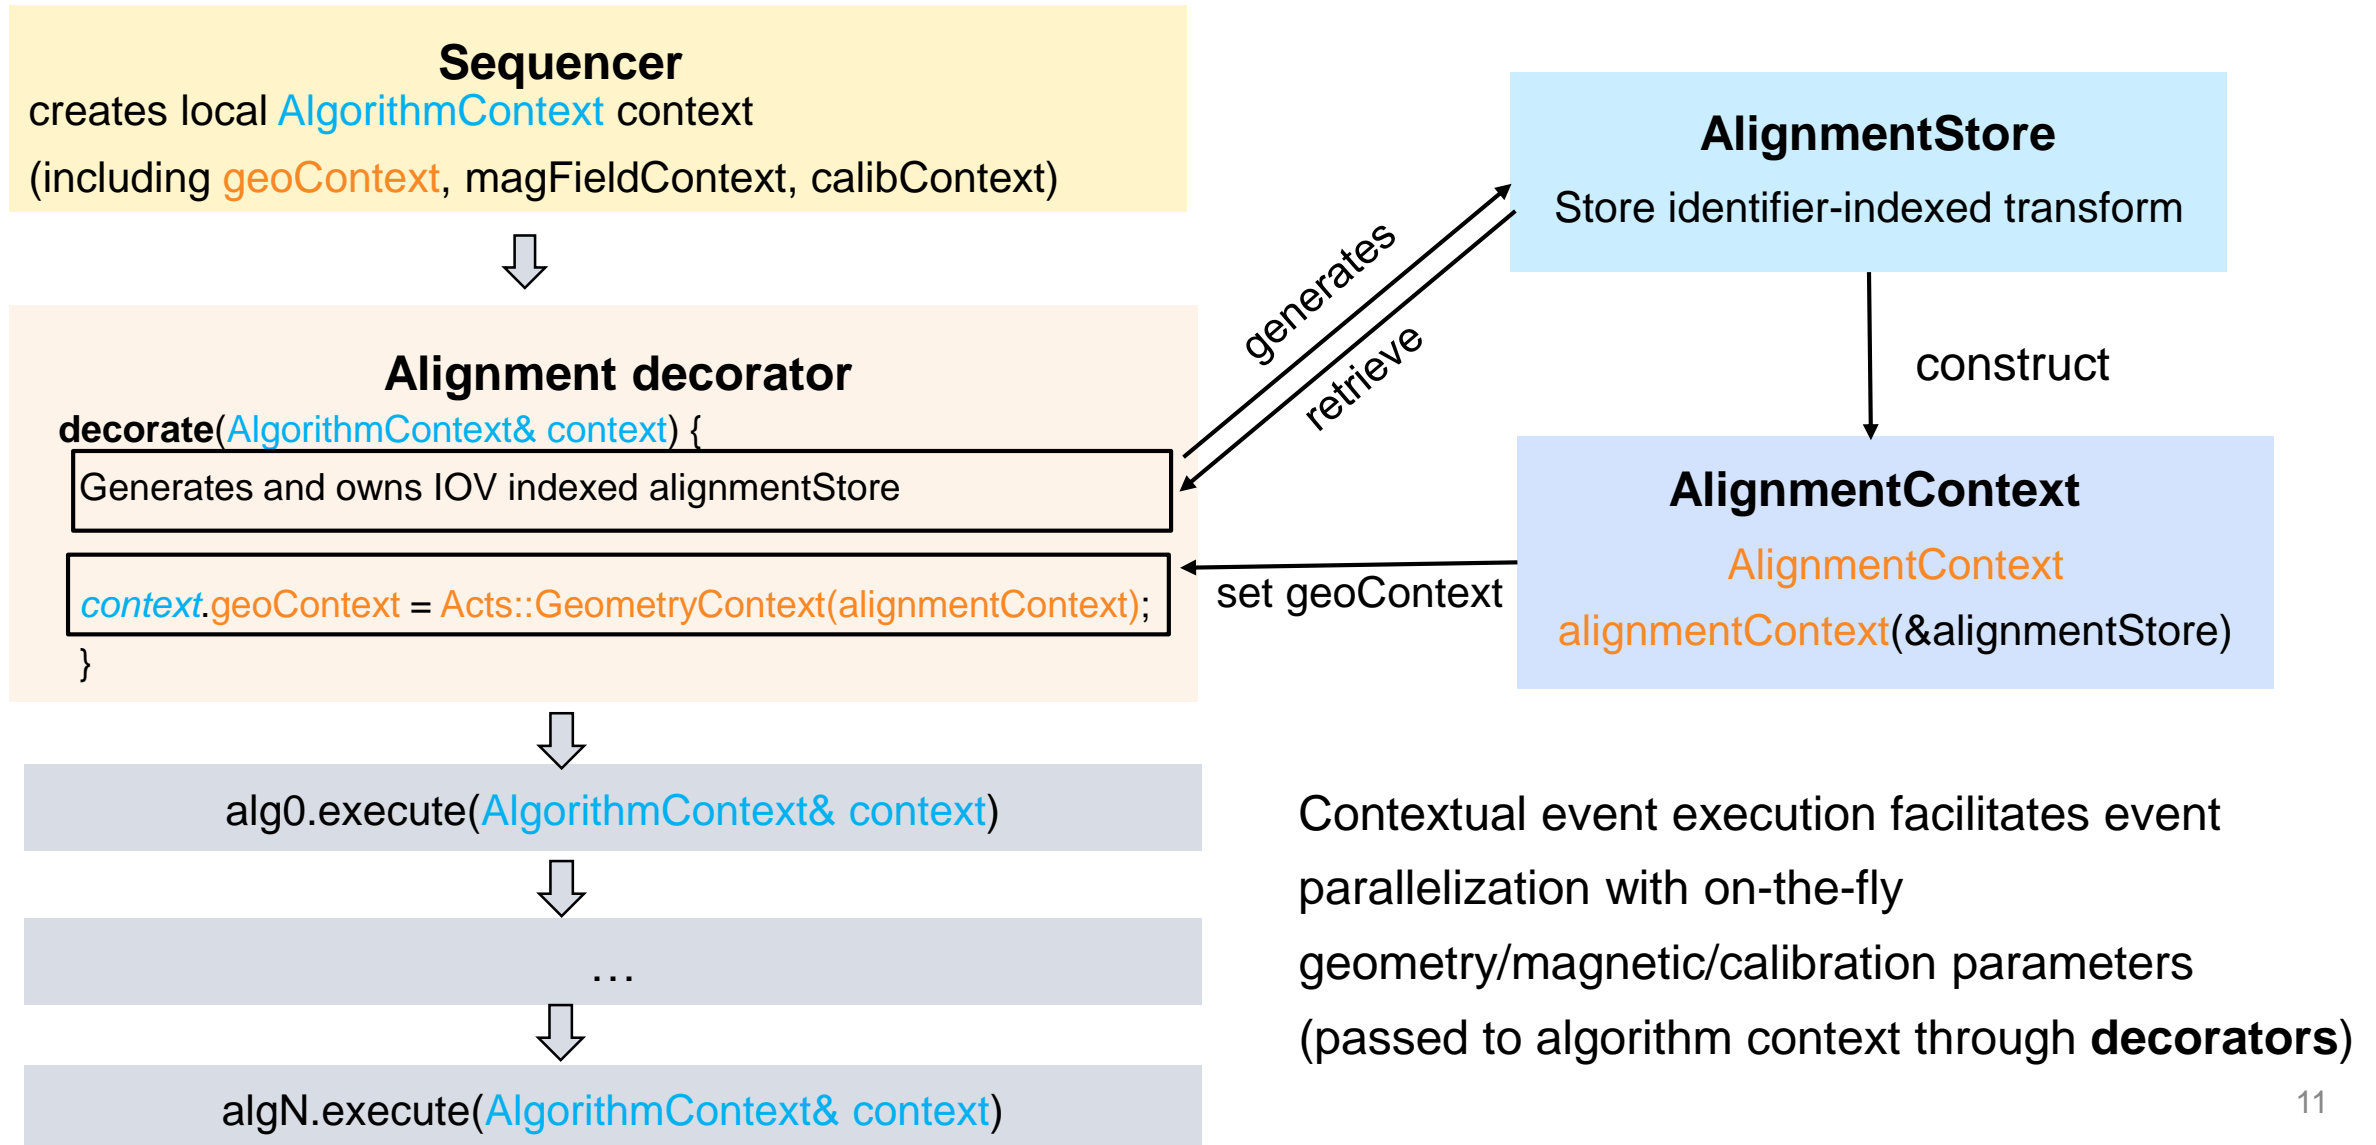 Sequencer
creates local AlgorithmContext context
(including geoContext, magFieldContext, calibContext)
Alignment decorator
decorate(AlgorithmContext& context) {
Generates and owns IOV indexed alignmentStore
context.geoContext = Acts::GeometryContext(alignmentContext);
}
alg0.execute(AlgorithmContext& context)
...
algN.execute(AlgorithmContext& context)
generates
retrieve
AlignmentStore
Store identifier-indexed transform
construct
AlignmentContext
AlignmentContext
alignmentContext(&alignmentStore)
set geoContext
Contextual event execution facilitates event
parallelization with on-the-fly
geometry/magnetic/calibration parameters
(passed to algorithm context through decorators)
11